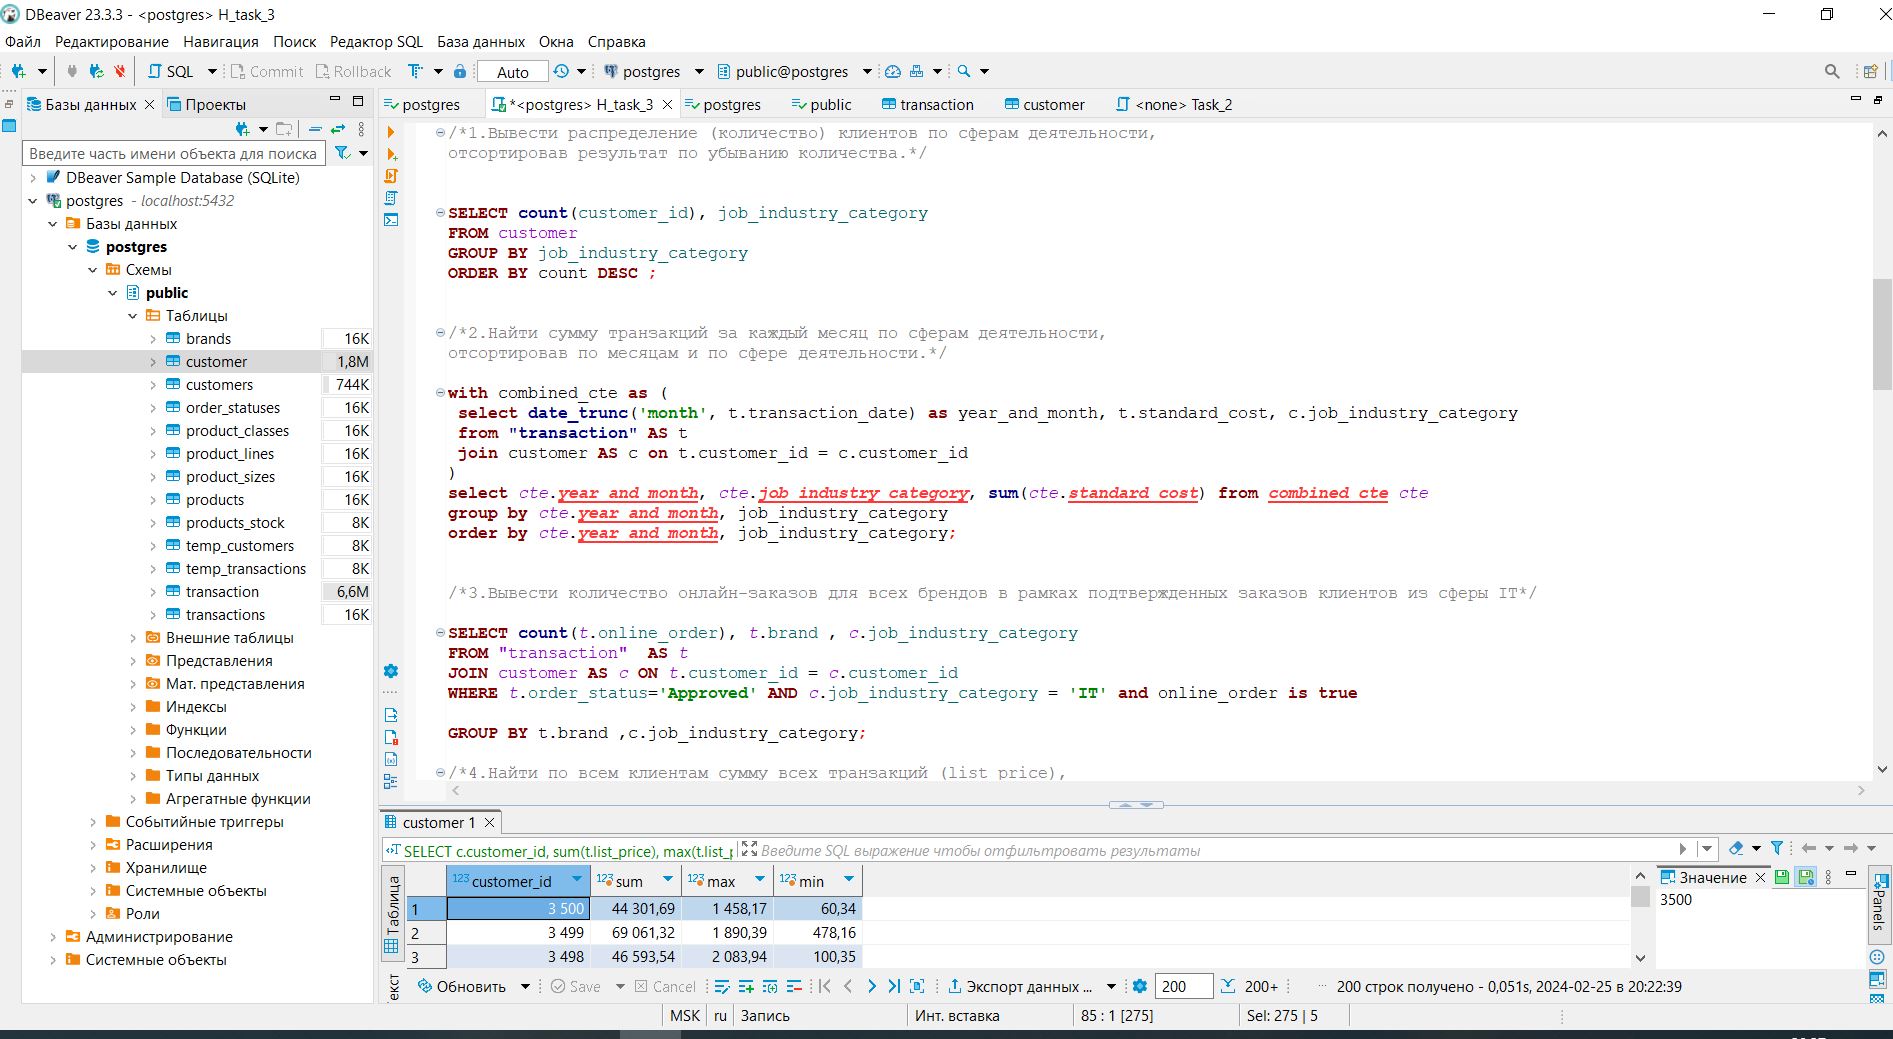 DBeaver 23.3.3 - <postgres> H_task_3
Файл Редактирование Навигация Поиск Редактор SQL База данных Окна Справка
SQL Commit Rollback Auto postgres public@postgres
Базы данных Проекты
postgres *<postgres> H_task_3 postgres public transaction customer <none> Task_2
Введите часть имени объекта для поиска
DBeaver Sample Database (SQLite)
postgres - localhost:5432
Базы данных
postgres
Схемы
public
Таблицы
brands 16K
customer 1,8M
customers 744K
order_statuses 16K
product_classes 16K
product_lines 16K
product_sizes 16K
products 16K
products_stock 8K
temp_customers 8K
temp_transactions 8K
transaction 6,6M
transactions 16K
Внешние таблицы
Представления
Мат. представления
Индексы
Функции
Последовательности
Типы данных
Агрегатные функции
Событийные триггеры
Расширения
Хранилище
Системные объекты
Роли
Администрирование
Системные объекты
/*1.Вывести распределение (количество) клиентов по сферам деятельности,
отсортировав результат по убыванию количества.*/
SELECT count(customer_id), job_industry_category
FROM customer
GROUP BY job_industry_category
ORDER BY count DESC ;
/*2.Найти сумму транзакций за каждый месяц по сферам деятельности,
отсортировав по месяцам и по сфере деятельности.*/
with combined_cte as (
select date_trunc('month', t.transaction_date) as year_and_month, t.standard_cost, c.job_industry_category
from "transaction" AS t
join customer AS c on t.customer_id = c.customer_id
)
select cte.year_and_month, cte.job_industry_category, sum(cte.standard_cost) from combined_cte cte
group by cte.year_and_month, job_industry_category
order by cte.year_and_month, job_industry_category;
/*3.Вывести количество онлайн-заказов для всех брендов в рамках подтвержденных заказов клиентов из сферы IT*/
SELECT count(t.online_order), t.brand , c.job_industry_category
FROM "transaction" AS t
JOIN customer AS c ON t.customer_id = c.customer_id
WHERE t.order_status='Approved' AND c.job_industry_category = 'IT' and online_order is true
GROUP BY t.brand ,c.job_industry_category;
/*4.Найти по всем клиентам сумму всех транзакций (list_price),
customer 1
SELECT c.customer_id, sum(t.list_price), max(t.list_p Введите SQL выражение чтобы отфильтровать результаты
Таблица
123 customer_id 123 sum 123 max 123 min
1 3 500 44 301,69 1 458,17 60,34
2 3 499 69 061,32 1 890,39 478,16
3 3 498 46 593,54 2 083,94 100,35
Значение
3500
Panels
Обновить Save Cancel Экспорт данных ... 200 200+ 200 строк получено - 0,051s, 2024-02-25 в 20:22:39
MSK ru Запись Инт. вставка 85 : 1 [275] Sel: 275 | 5